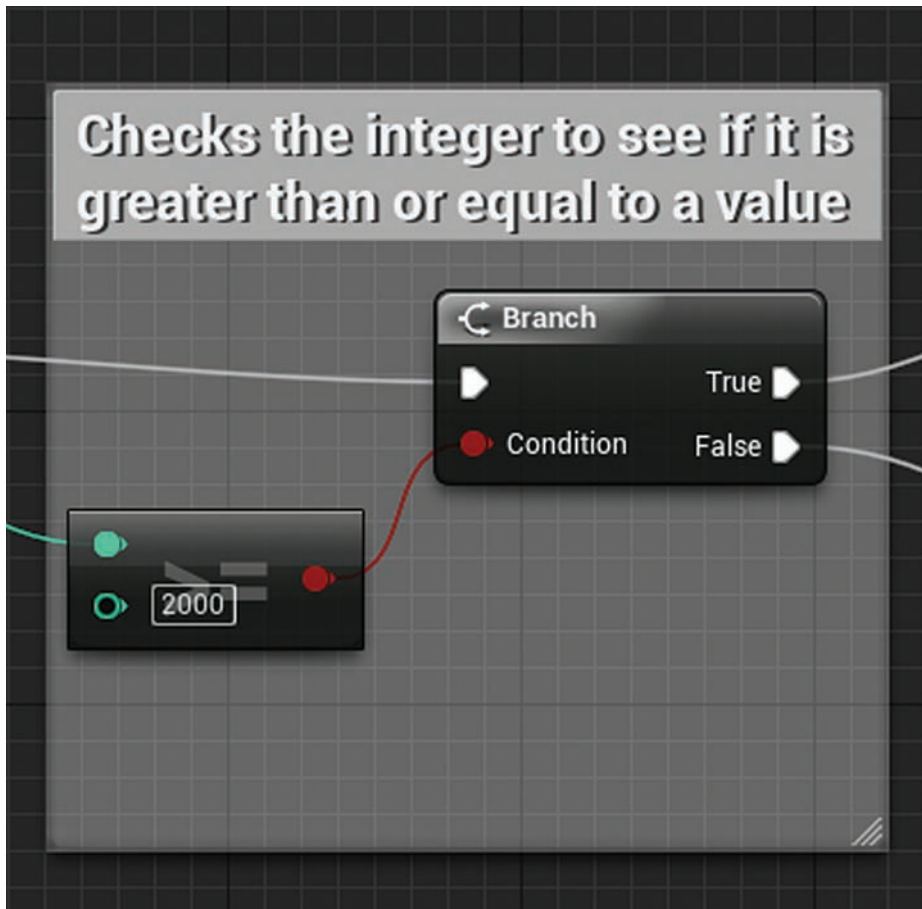 Checks the integer to see if it is
greater than or equal to a value
Branch
True
Condition
False
>=
2000